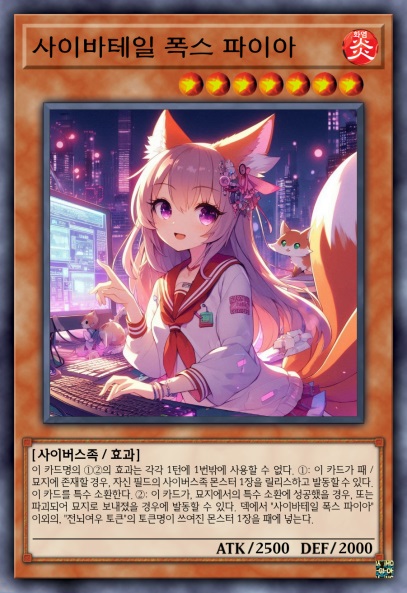 사이바테일 폭스 파이아
화염
炎
[사이버스족 / 효과]
이 카드명의 ①②의 효과는 각각 1턴에 1번밖에 사용할 수 없다. ①: 이 카드가 패 /
묘지에 존재할 경우, 자신 필드의 사이버스족 몬스터 1장을 릴리스하고 발동할 수 있다.
이 카드를 특수 소환한다. ②: 이 카드가, 묘지에서의 특수 소환에 성공했을 경우, 또는
파괴되어 묘지로 보내졌을 경우에 발동할 수 있다. 덱에서 "사이바테일 폭스 파이아"
이외의, "전뇌여우 토큰"의 토큰명이 쓰여진 몬스터 1장을 패에 넣는다.
ATK/2500 DEF/2000